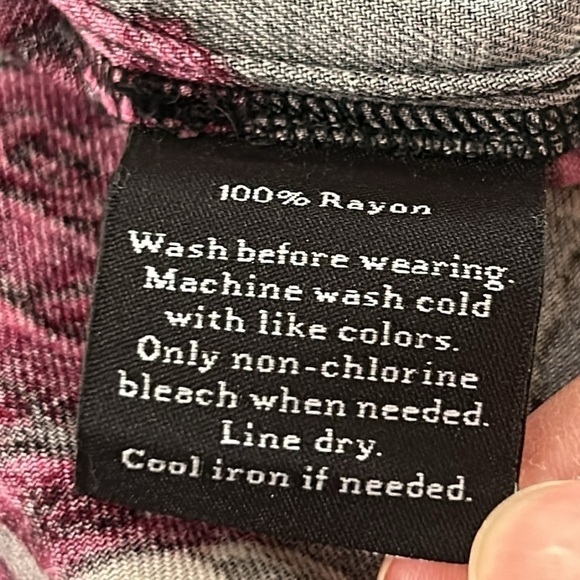 100% Rayon
Wash before wearing.
Machine wash cold
with like colors.
Only non-chlorine
bleach when needed.
Line dry.
Cool iron if needed.